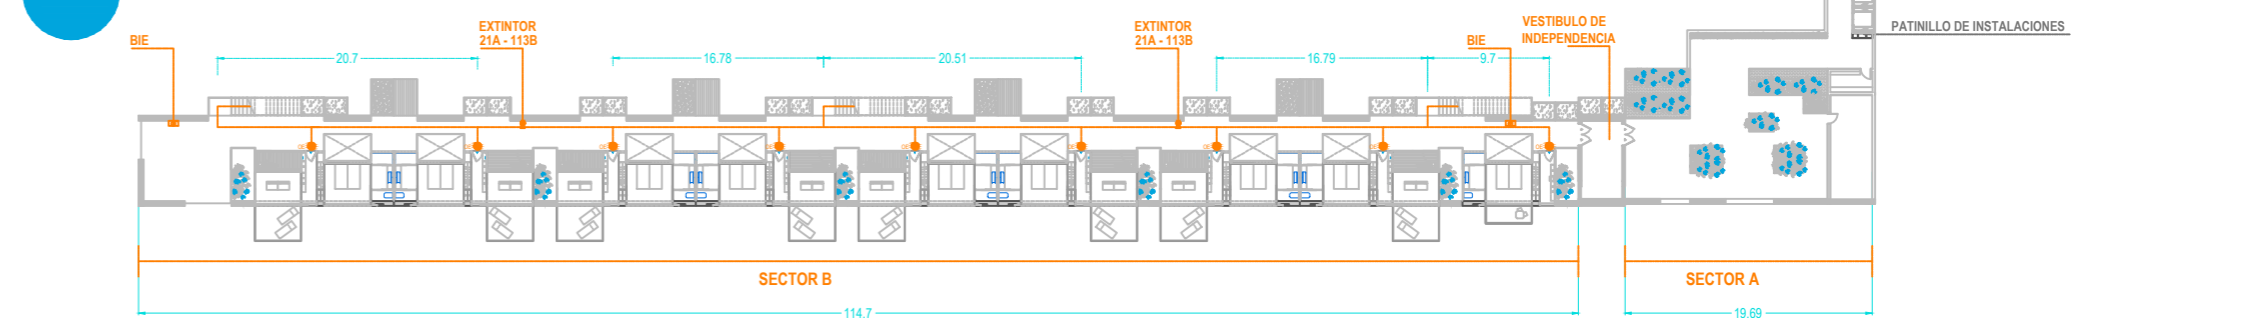 BIE
EXTINTOR
21A - 113B
EXTINTOR
21A - 113B
BIE
VESTIBULO DE
INDEPENDENCIA
PATINILLO DE INSTALACIONES
20.7
16.78
20.51
16.79
9.7
SECTOR B
SECTOR A
114.7
19.69